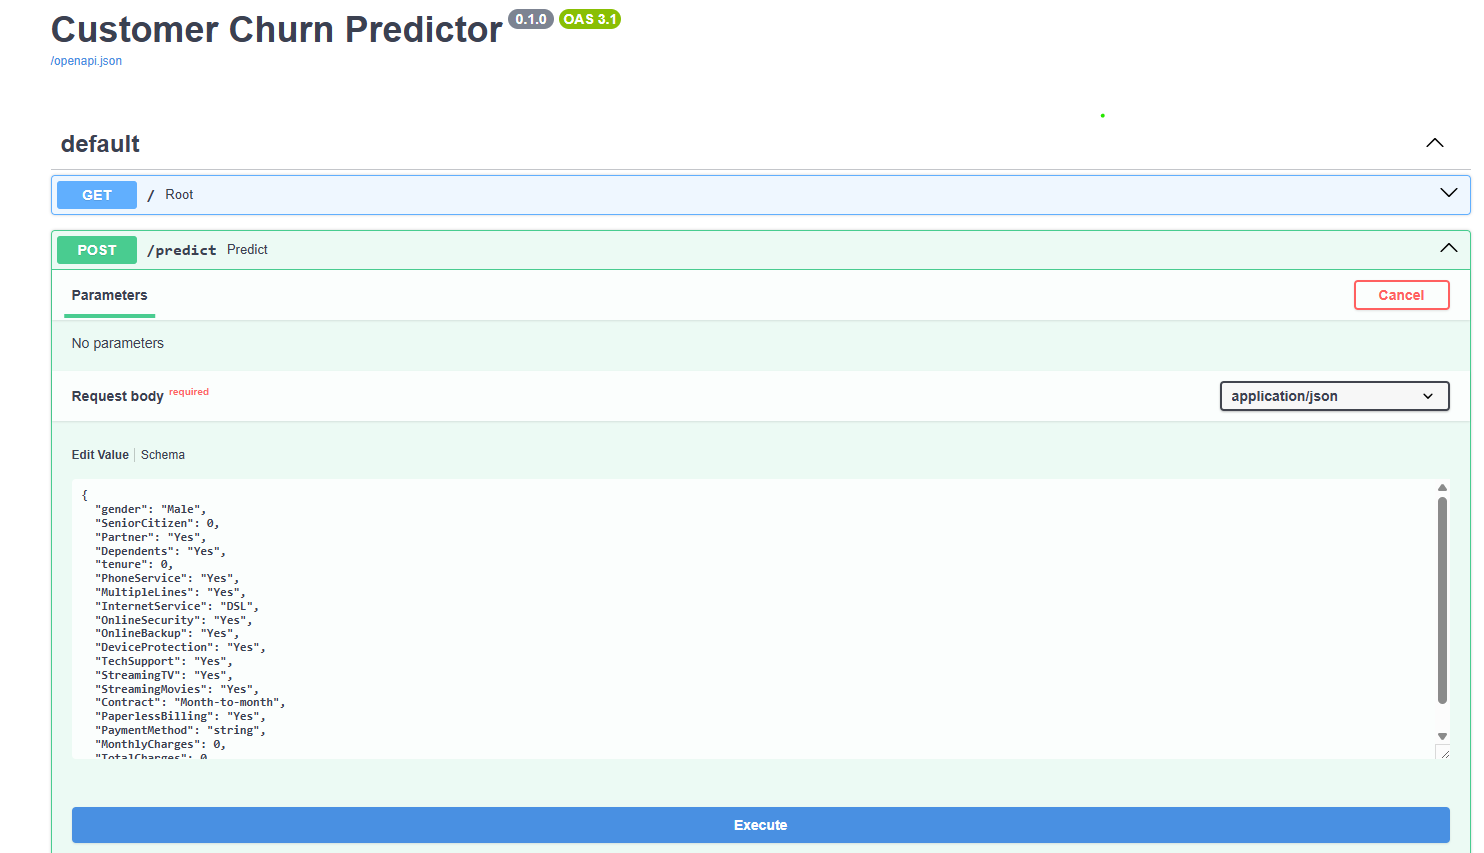 Customer Churn Predictor 0.1.0 OAS 3.1
/openapi.json
default
GET / Root
POST /predict Predict
Parameters Cancel
No parameters
Request body required application/json
Edit Value Schema
{
"gender": "Male",
"SeniorCitizen": 0,
"Partner": "Yes",
"Dependents": "Yes",
"tenure": 0,
"PhoneService": "Yes",
"MultipleLines": "Yes",
"InternetService": "DSL",
"OnlineSecurity": "Yes",
"OnlineBackup": "Yes",
"DeviceProtection": "Yes",
"TechSupport": "Yes",
"StreamingTV": "Yes",
"StreamingMovies": "Yes",
"Contract": "Month-to-month",
"PaperlessBilling": "Yes",
"PaymentMethod": "string",
"MonthlyCharges": 0,
"TotalCharges": 0
Execute